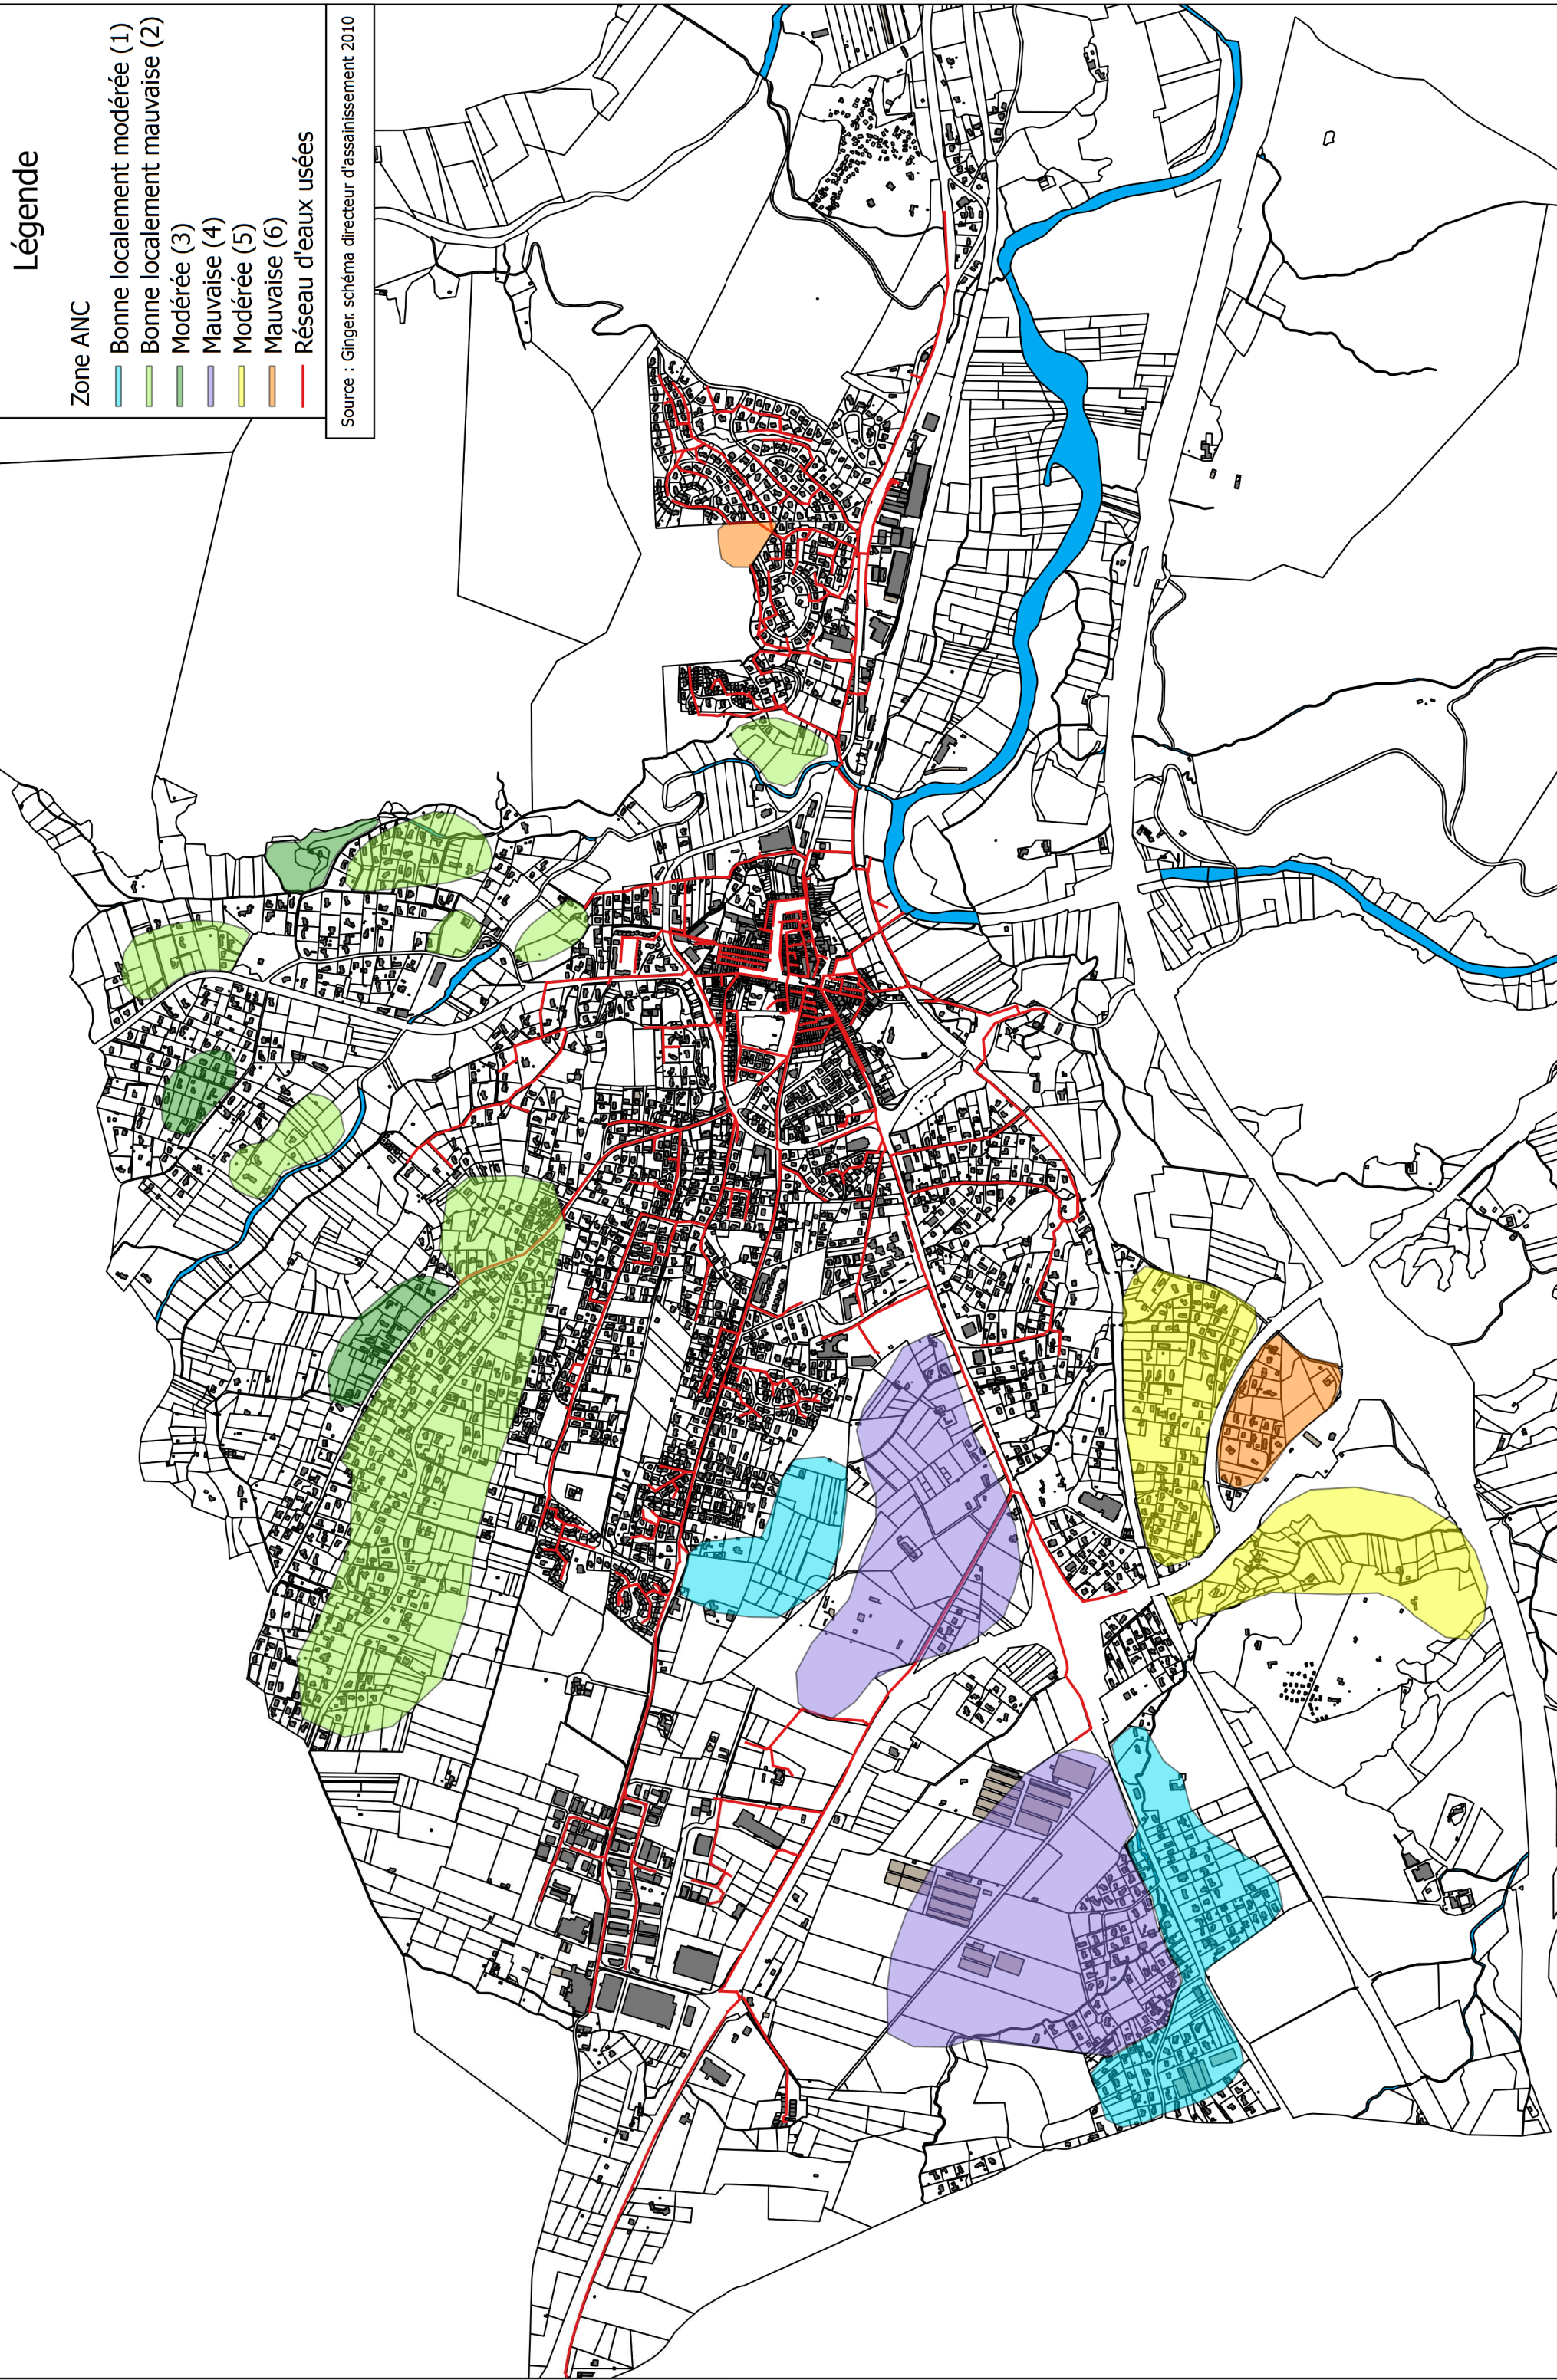 Légende
Zone ANC
Bonne localement modérée (1)
Bonne localement mauvaise (2)
Modérée (3)
Mauvaise (4)
Modérée (5)
Mauvaise (6)
Réseau d'eaux usées
Source : Ginger. schéma directeur d'assainissement 2010